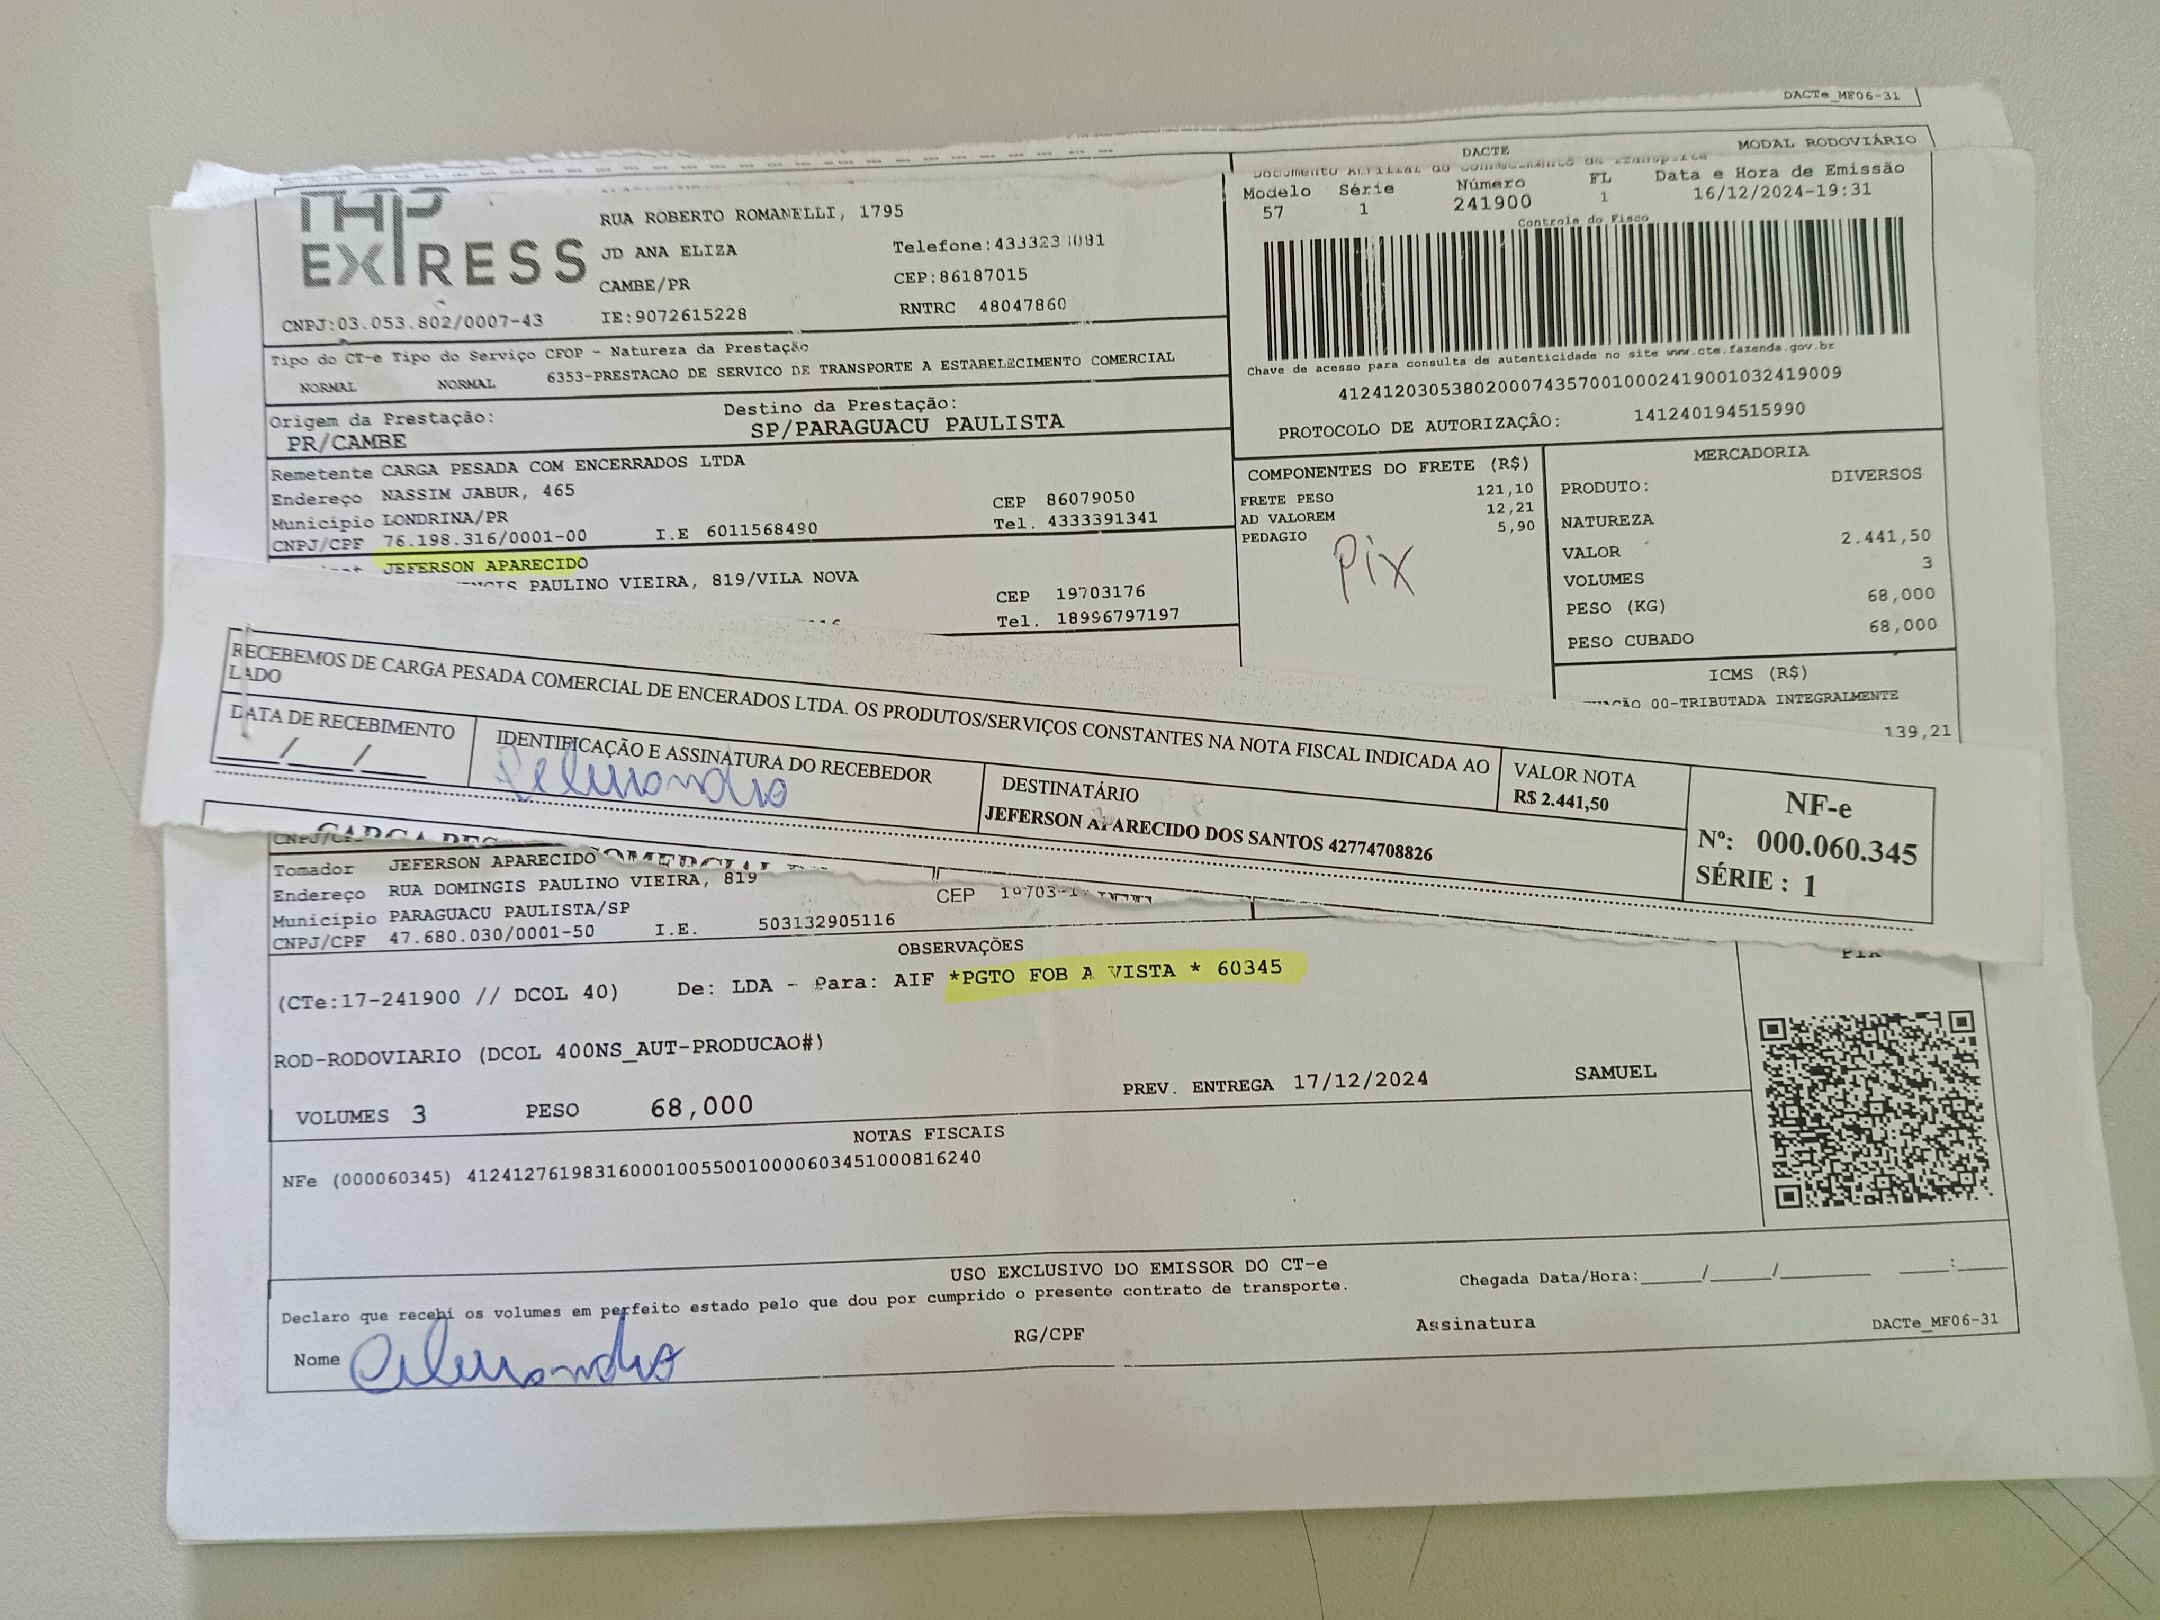 DACTe_MF06-31
DACTE
MODAL RODOVIÁRIO
THP EXPRESS
RUA ROBERTO ROMANELLI, 1795
JD ANA ELIZA
CAMBE/PR
IE:9072615228
CNPJ:03.053.802/0007-43
CEP:86187015
RNTRC 48047860
Modelo Série Número FL Data e Hora de Emissão
57 1 241900 1 16/12/2024-19:31
Controle do Fisco
Chave de acesso para consulta de autenticidade no site www.cte.fazenda.gov.br
41241203053802000743570010002419001032419009
PROTOCOLO DE AUTORIZAÇÂO: 141240194515990
Tipo do CT-e Tipo do Serviço CFOP - Natureza da Prestação
NORMAL NORMAL 6353-PRESTACAO DE SERVICO DE TRANSPORTE A ESTABELECIMENTO COMERCIAL
Origem da Prestação: Destino da Prestação:
PR/CAMBE SP/PARAGUACU PAULISTA
Remetente CARGA PESADA COM ENCERRADOS LTDA
Endereço NASSIM JABUR, 465 CEP 86079050
Municipio LONDRINA/PR Tel. 4333391341
CNPJ/CPF 76.198.316/0001-00 I.E 6011568490
JEFERSON APARECIDO
PAULINO VIEIRA, 819/VILA NOVA
CEP 19703176
Tel. 18996797197
COMPONENTES DO FRETE (R$)
FRETE PESO 121,10
AD VALOREM 12,21
PEDAGIO 5,90
Pix
MERCADORIA
PRODUTO: DIVERSOS
NATUREZA
VALOR 2.441,50
VOLUMES 3
PESO (KG) 68,000
PESO CUBADO 68,000
ICMS (R$)
00-TRIBUTADA INTEGRALMENTE
139,21
RECEBEMOS DE CARGA PESADA COMERCIAL DE ENCERADOS LTDA. OS PRODUTOS/SERVIÇOS CONSTANTES NA NOTA FISCAL INDICADA AO
LADO
DATA DE RECEBIMENTO
__/__/__
IDENTIFICAÇÃO E ASSINATURA DO RECEBEDOR
DESTINATÁRIO
JEFERSON APARECIDO DOS SANTOS 42774708826
VALOR NOTA
R$ 2.441,50
NF-e
Nº: 000.060.345
SÉRIE : 1
Tomador JEFERSON APARECIDO
Endereço RUA DOMINGIS PAULINO VIEIRA, 819 CEP
Municipio PARAGUACU PAULISTA/SP
CNPJ/CPF 47.680.030/0001-50 I.E. 503132905116
OBSERVAÇÕES
(CTe:17-241900 // DCOL 40) De: LDA - Para: AIF *PGTO FOB A VISTA * 60345
ROD-RODOVIARIO (DCOL 400NS_AUT-PRODUCAO#)
PREV. ENTREGA 17/12/2024 SAMUEL
VOLUMES 3 PESO 68,000
NOTAS FISCAIS
NFe (000060345) 41241276198316000100550010000603451000816240
USO EXCLUSIVO DO EMISSOR DO CT-e
Declaro que recebi os volumes em perfeito estado pelo que dou por cumprido o presente contrato de transporte.
Chegada Data/Hora:_____/_____/_______ ____:____
Nome
RG/CPF
Assinatura
DACTe_MF06-31